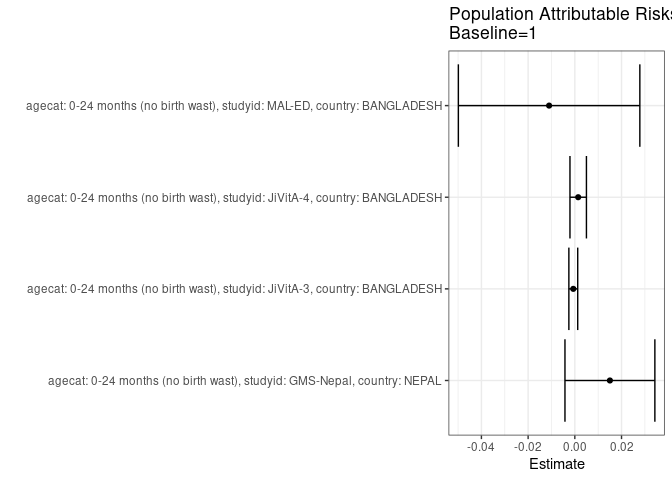 Population Attributable Risks
Baseline=1
agecat: 0-24 months (no birth wast), studyid: MAL-ED, country: BANGLADESH
agecat: 0-24 months (no birth wast), studyid: JiVitA-4, country: BANGLADESH
agecat: 0-24 months (no birth wast), studyid: JiVitA-3, country: BANGLADESH
agecat: 0-24 months (no birth wast), studyid: GMS-Nepal, country: NEPAL
-0.04 -0.02 0.00 0.02
Estimate